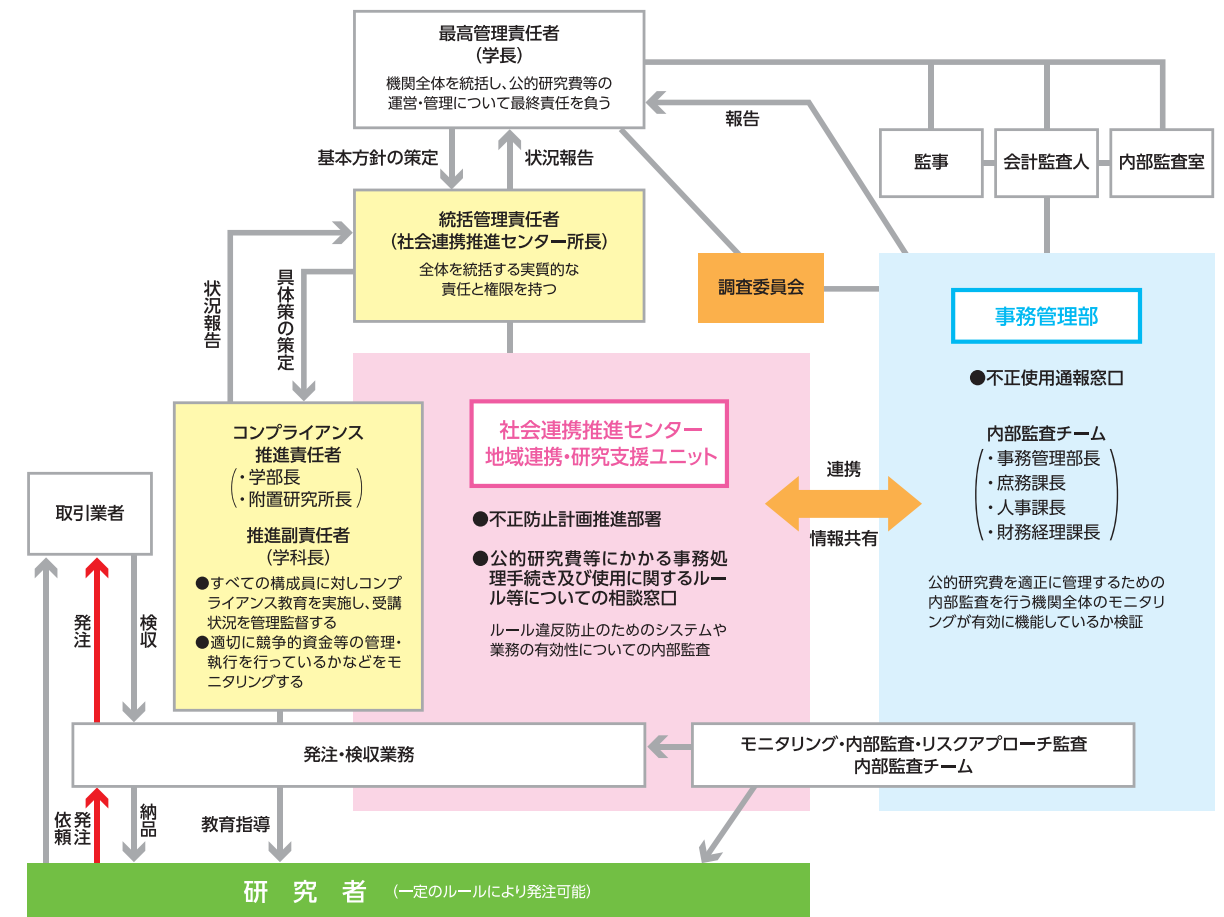 最高管理責任者
（学長）
機関全体を統括し、公的研究費等の
運営・管理について最終責任を負う
報告
監事
会計監査人
内部監査室
基本方針の策定
状況報告
統括管理責任者
（社会連携推進センター所長）
全体を統括する実質的な
責任と権限を持つ
調査委員会
状況報告
具体策の策定
事務管理部
●不正使用通報窓口
内部監査チーム
・事務管理部長
・庶務課長
・人事課長
・財務経理課長
公的研究費を適正に管理するための
内部監査を行う機関全体のモニタリ
ングが有効に機能しているか検証
コンプライアンス
推進責任者
・学部長
・附置研究所長
推進副責任者
（学科長）
●すべての構成員に対しコンプ
ライアンス教育を実施し、受講
状況を管理監督する
●適切に競争的資金等の管理・
執行を行っているかなどをモ
ニタリングする
社会連携推進センター
地域連携・研究支援ユニット
●不正防止計画推進部署
●公的研究費等にかかる事務処
理手続き及び使用に関するルー
ル等についての相談窓口
ルール違反防止のためのシステムや
業務の有効性についての内部監査
連携
情報共有
取引業者
発注
検収
発注・検収業務
モニタリング・内部監査・リスクアプローチ監査
内部監査チーム
依頼
発注
納品
教育指導
研究者（一定のルールにより発注可能）